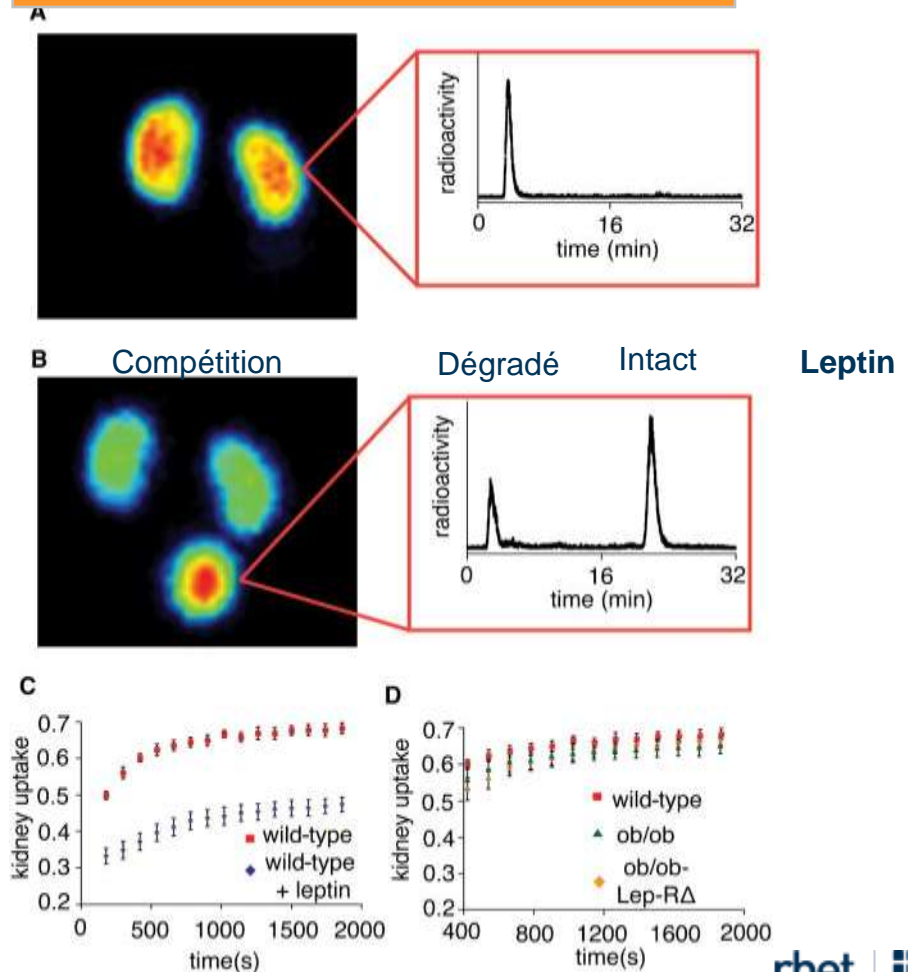 A
radioactivity
0 16 32
time (min)
B Compétition Dégradé Intact Leptin
radioactivity
0 16 32
time (min)
C
kidney uptake
0.7
0.6
0.5
0.4
0.3
0.2
wild-type
wild-type
+ leptin
0 500 1000 1500 2000
time(s)
D
kidney uptake
0.7
0.6
0.5
0.4
0.3
0.2
wild-type
ob/ob
ob/ob-
Lep-RΔ
400 800 1200 1600 2000
time(s)